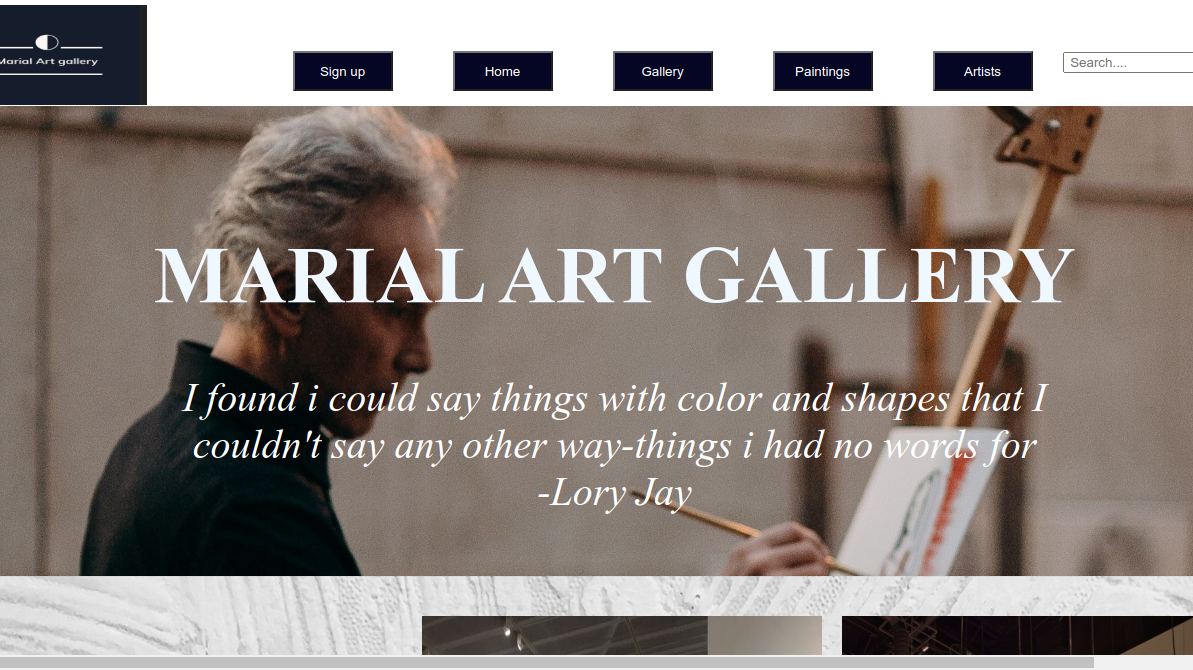 Marial Art gallery
Sign up
Home
Gallery
Paintings
Artists
Search....
MARIAL ART GALLERY
I found i could say things with color and shapes that I
couldn't say any other way-things i had no words for
-Lory Jay